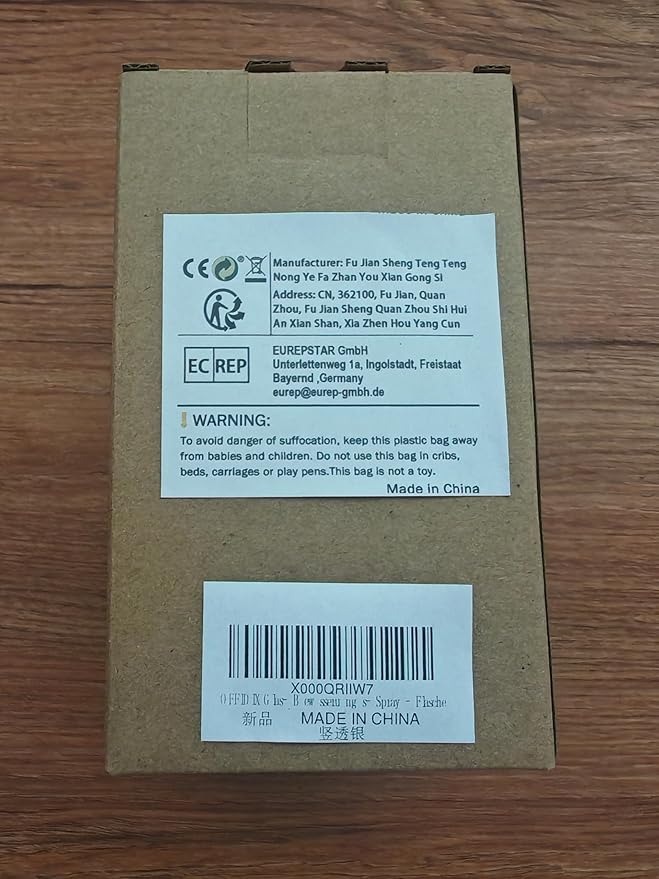 CE
Manufacturer: Fu Jian Sheng Teng Teng
Nong Ye Fa Zhan You Xian Gong Si
Address: CN, 362100, Fu Jian, Quan
Zhou, Fu Jian Sheng Quan Zhou Shi Hui
An Xian Shan, Xia Zhen Hou Yang Cun
EC REP
EUREPSTAR GmbH
Unterlettenweg 1a, Ingolstadt, Freistaat
Bayernd ,Germany
eurep@eurep-gmbh.de
! WARNING:
To avoid danger of suffocation, keep this plastic bag away
from babies and children. Do not use this bag in cribs,
beds, carriages or play pens.This bag is not a toy.
Made in China
X000QRIIW7
Spray - Flsche
新品 MADE IN CHINA
竖透银